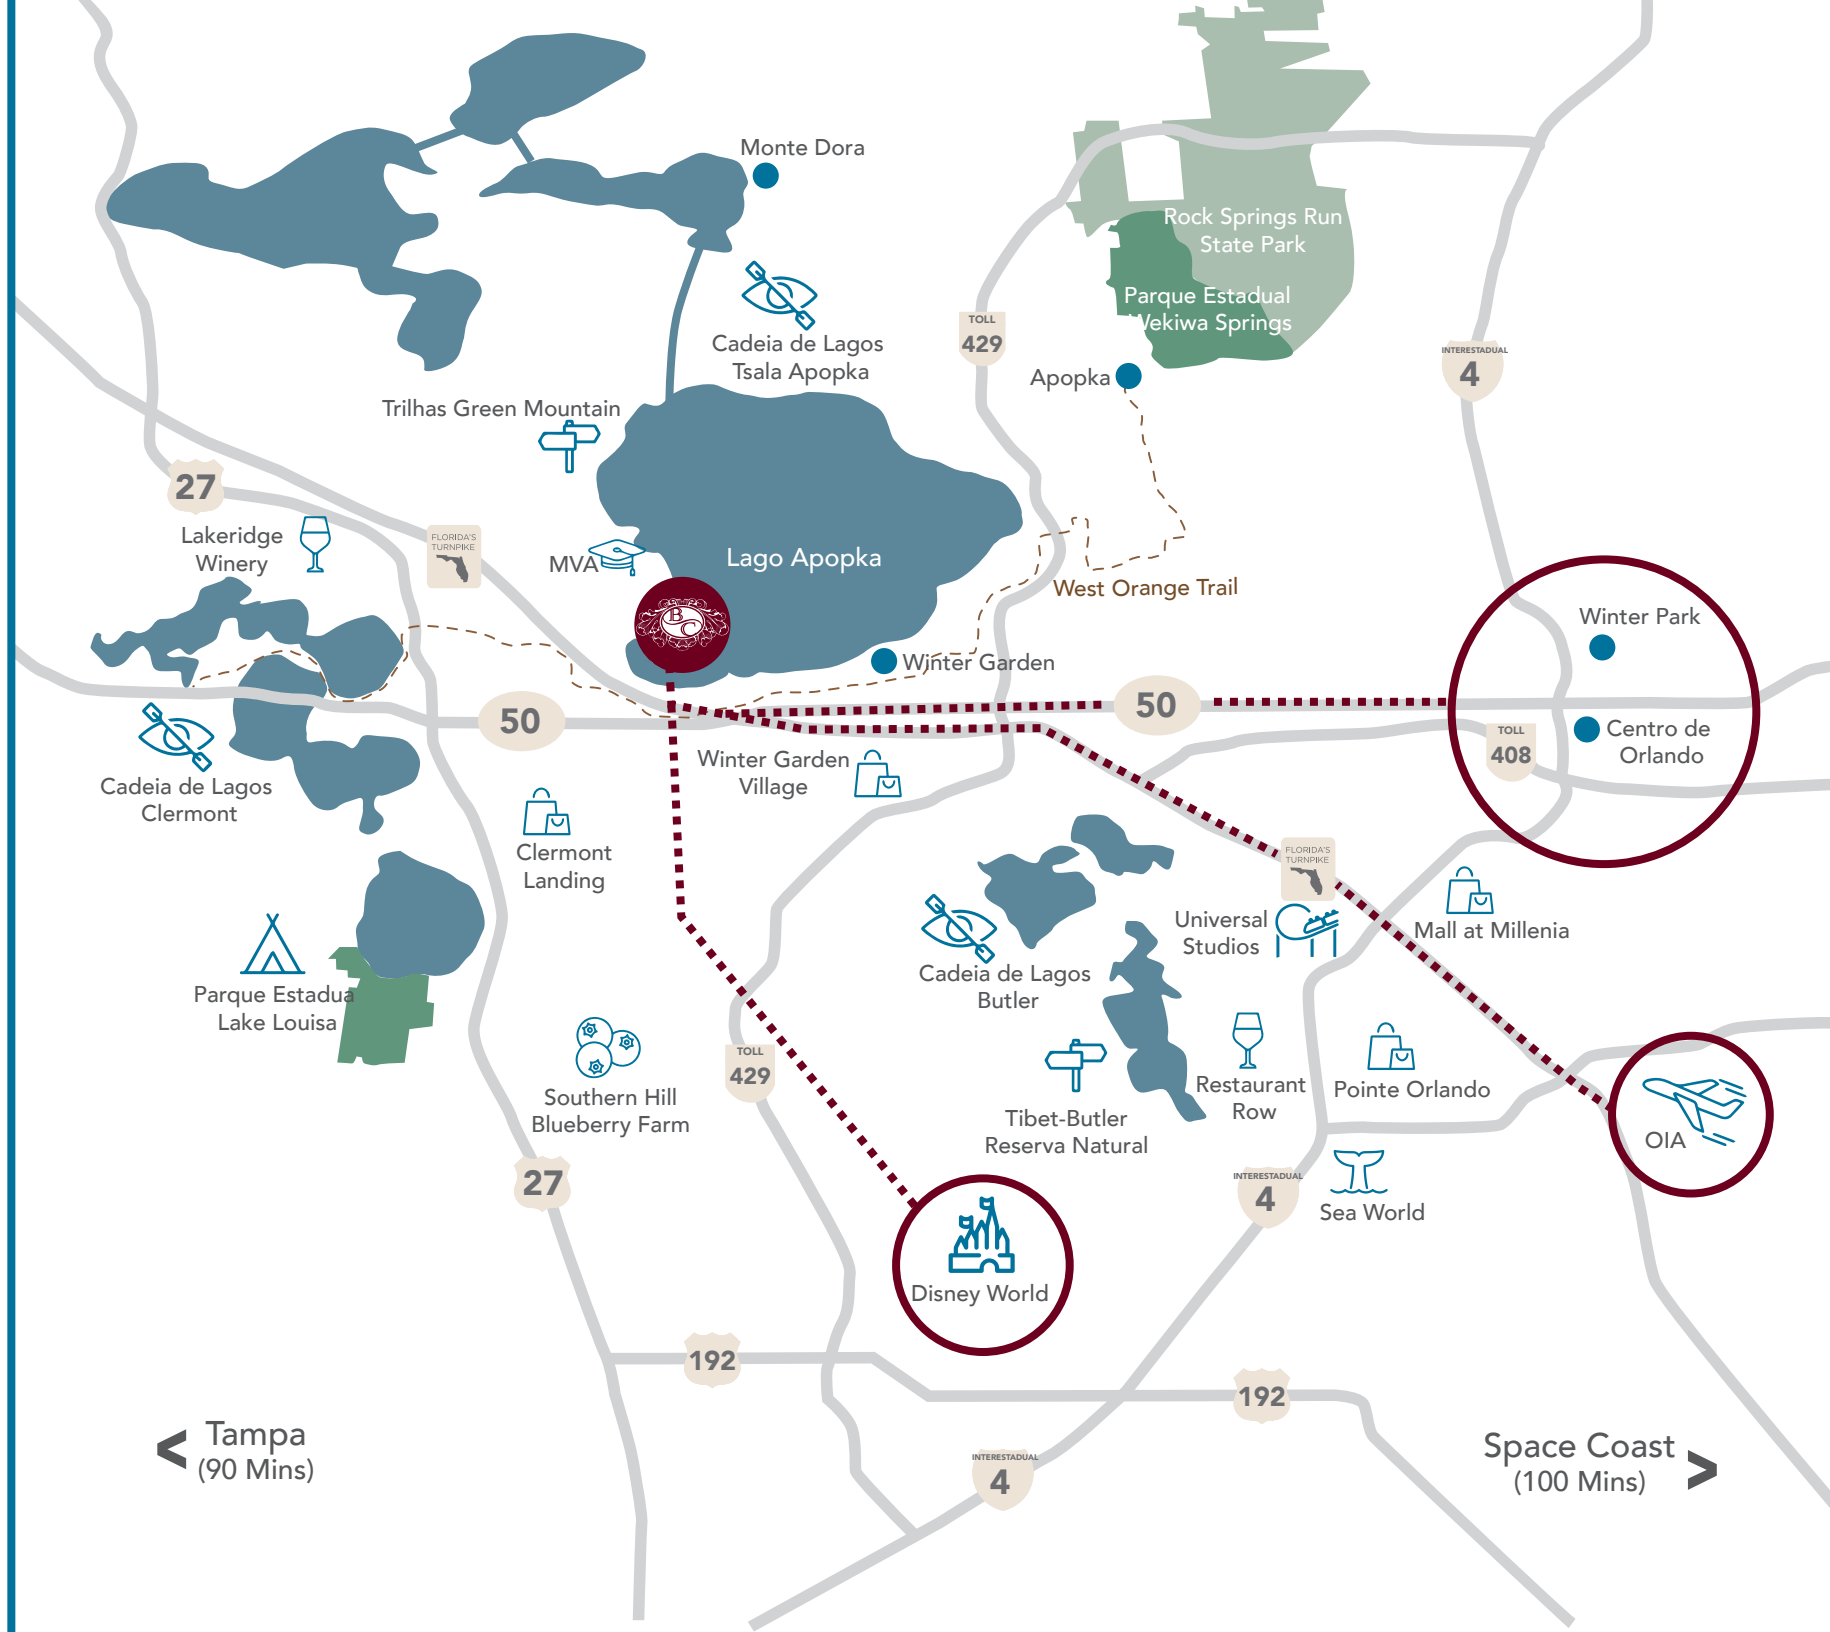 Monte Dora
Rock Springs Run
State Park
Parque Estadual
Wekiwa Springs
TOLL
429
INTERESTADUAL
4
Cadeia de Lagos
Tsala Apopka
Apopka
Trilhas Green Mountain
27
Lakeridge
Winery
FLORIDA'S
TURNPIKE
MVA
Lago Apopka
West Orange Trail
B
C
Winter Park
Winter Garden
50
50
Centro de
Orlando
TOLL
408
Winter Garden
Village
Cadeia de Lagos
Clermont
Clermont
Landing
FLORIDA'S
TURNPIKE
Universal
Studios
Mall at Millenia
Cadeia de Lagos
Butler
Parque Estadua
Lake Louisa
TOLL
429
Southern Hill
Blueberry Farm
Restaurant
Row
Pointe Orlando
Tibet-Butler
Reserva Natural
OIA
27
INTERESTADUAL
4
Sea World
Disney World
192
192
Tampa
(90 Mins)
Space Coast
(100 Mins)
INTERESTADUAL
4